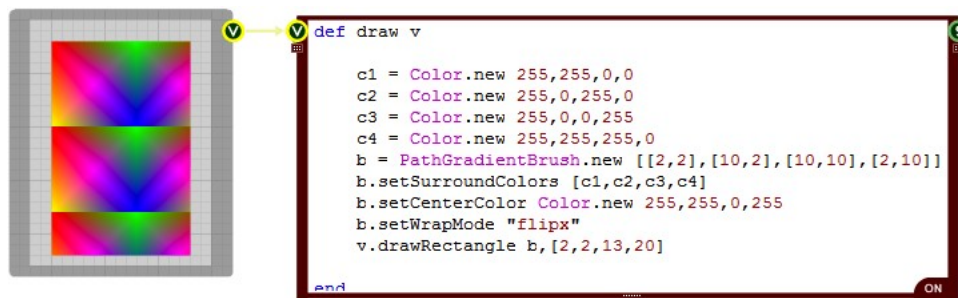 V
V def draw v
c1 = Color.new 255,255,0,0
c2 = Color.new 255,0,255,0
c3 = Color.new 255,0,0,255
c4 = Color.new 255,255,255,0
b = PathGradientBrush.new [[2,2],[10,2],[10,10],[2,10]]
b.setSurroundColors [c1,c2,c3,c4]
b.setCenterColor Color.new 255,255,0,255
b.setWrapMode "flipx"
v.drawRectangle b,[2,2,13,20]
end
ON